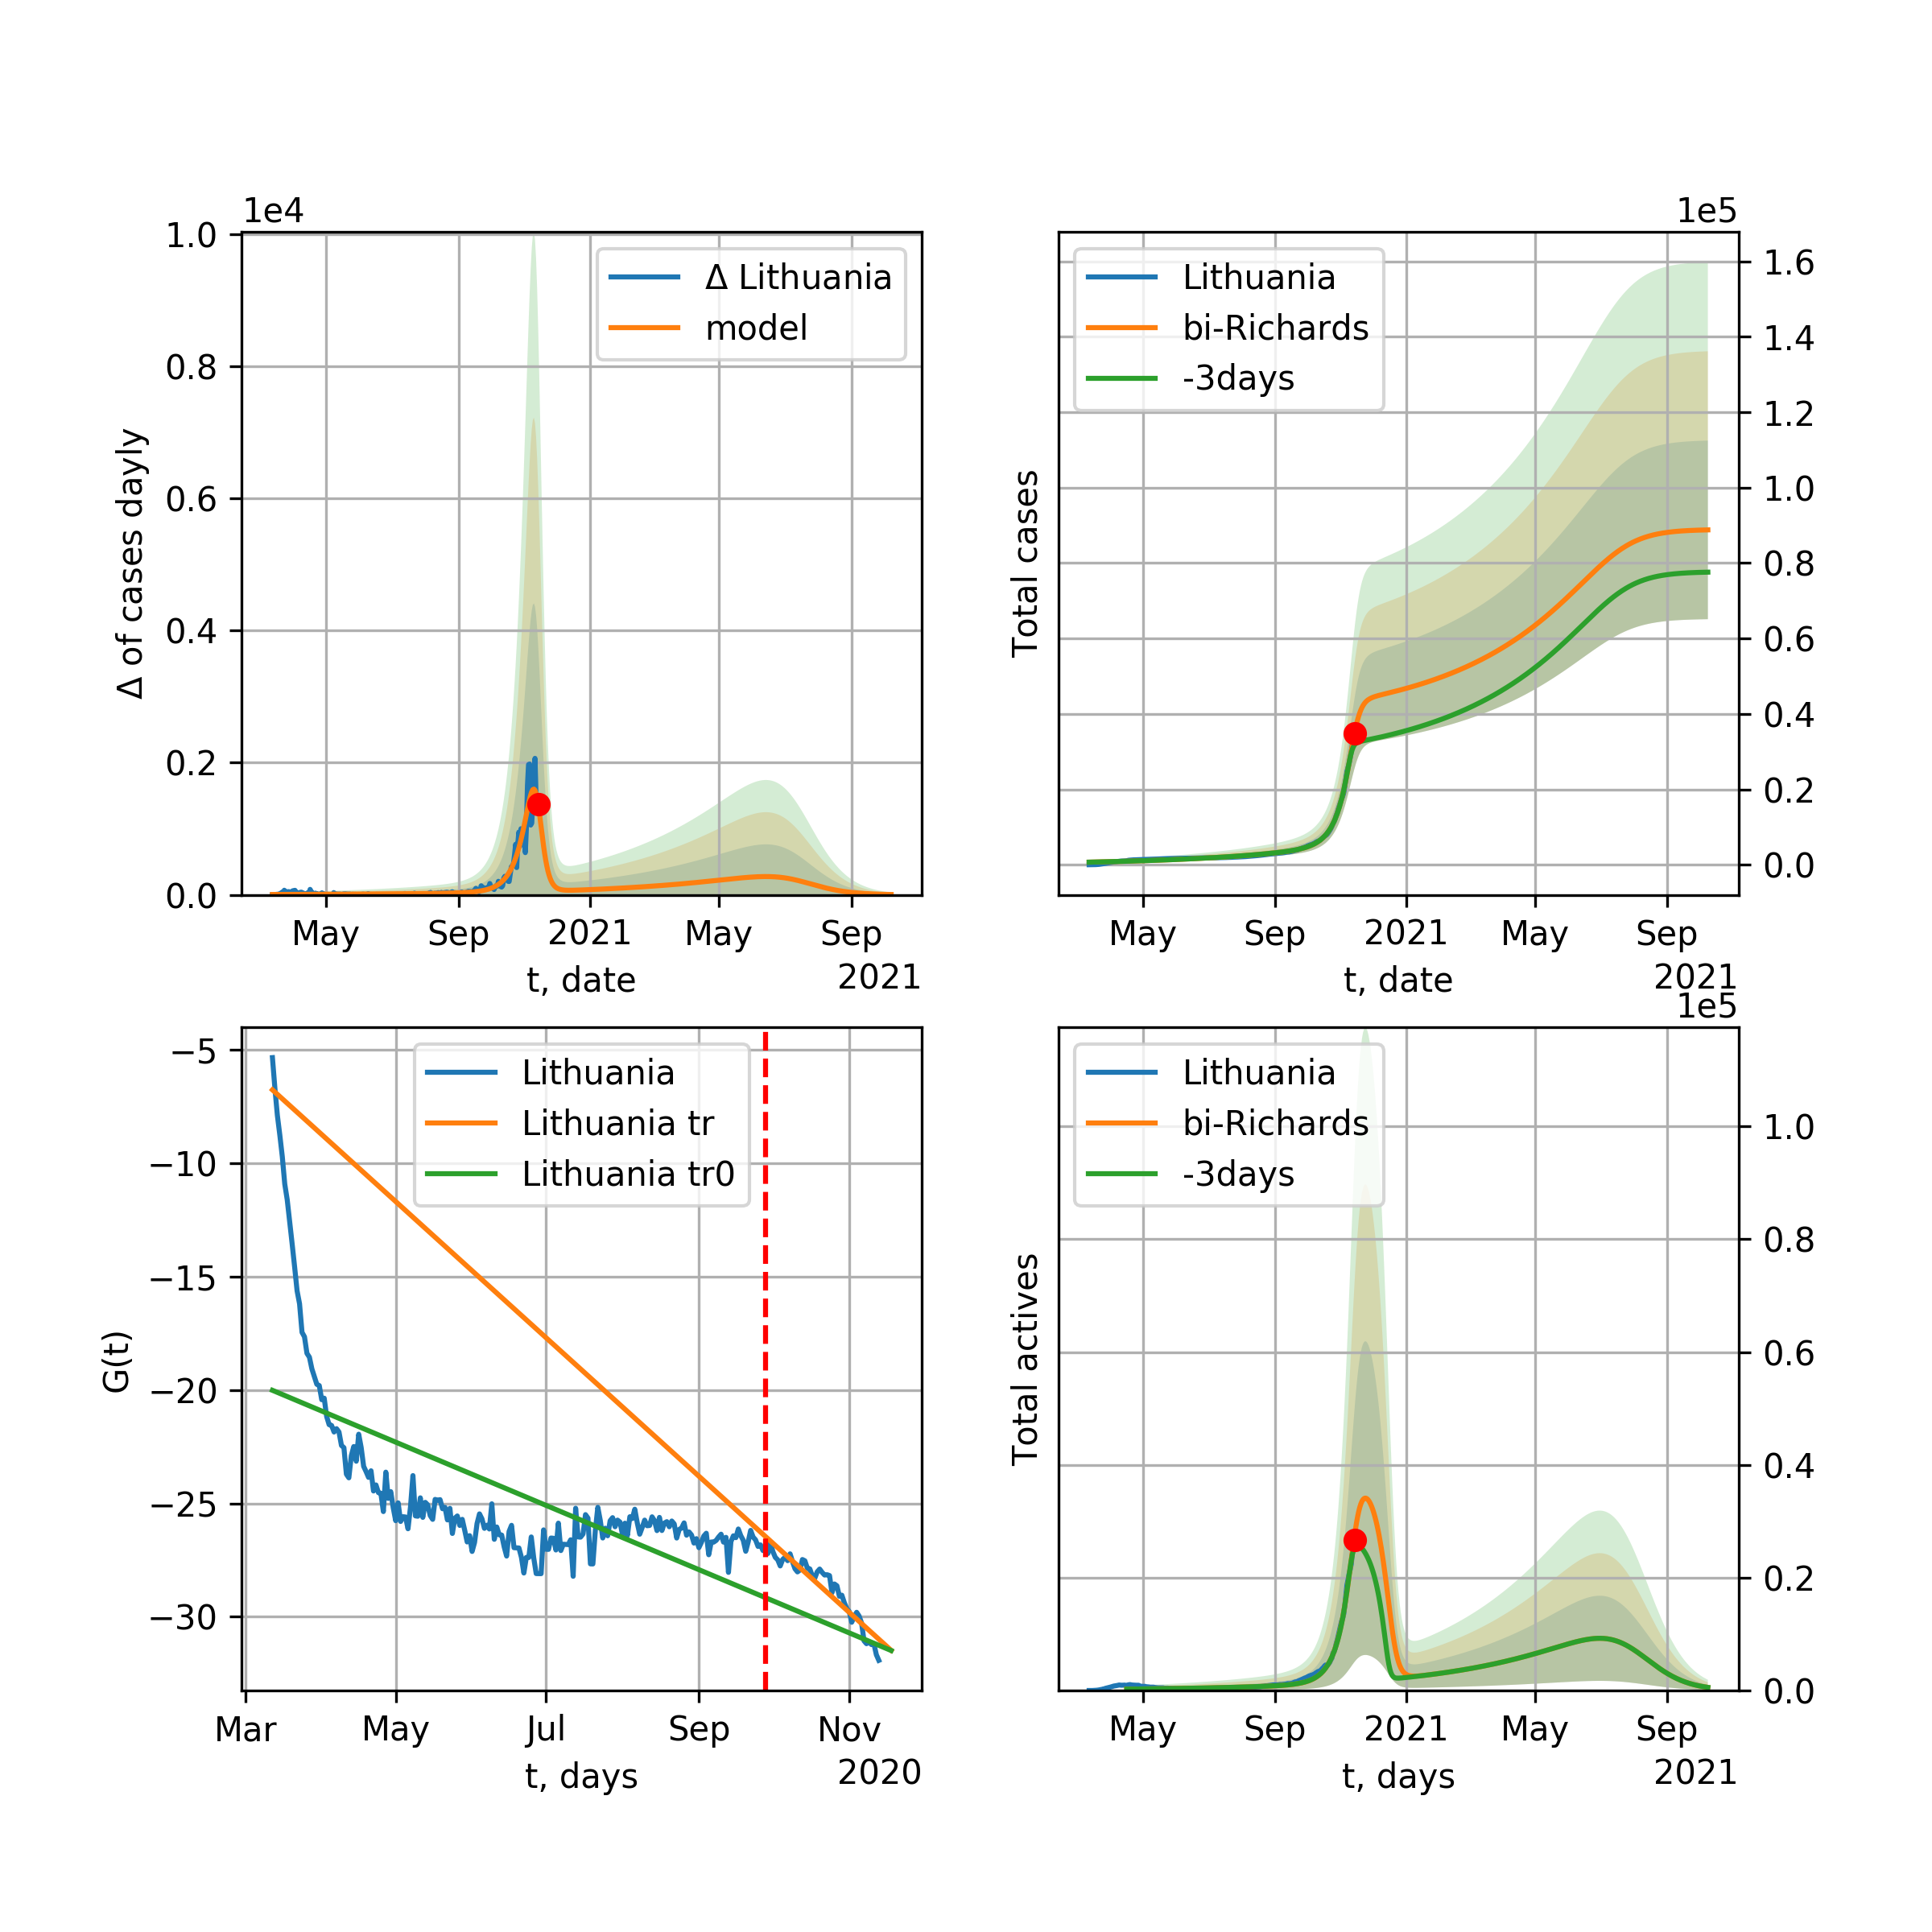 1e4
1.0
0.8
0.6
0.4
0.2
0.0
Δ of cases dayly
Δ Lithuania
model
May Sep 2021 May Sep
t, date
2021
1e5
Lithuania
bi-Richards
-3days
Total cases
1.6
1.4
1.2
1.0
0.8
0.6
0.4
0.2
0.0
May Sep 2021 May Sep
t, date
2021
−5
−10
−15
−20
−25
−30
G(t)
Lithuania
Lithuania tr
Lithuania tr0
Mar May Jul Sep Nov
t, days
2020
1e5
Lithuania
bi-Richards
-3days
Total actives
1.0
0.8
0.6
0.4
0.2
0.0
May Sep 2021 May Sep
t, days
2021